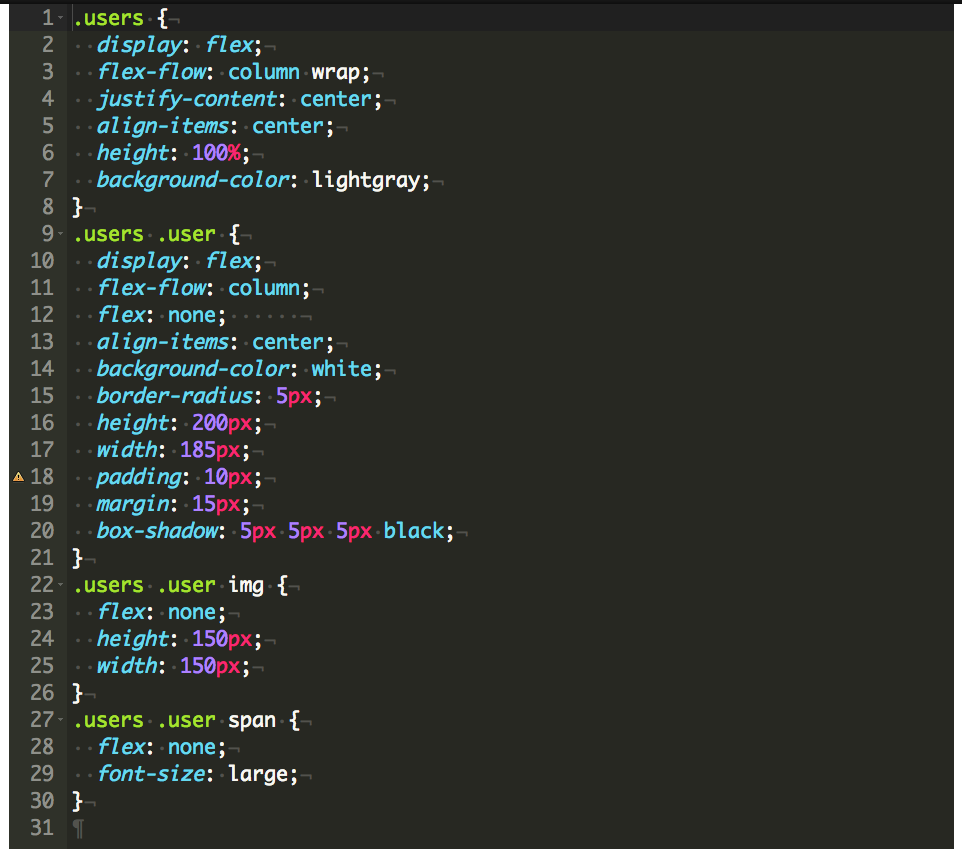 1 .users {
2   display: flex;
3   flex-flow: column wrap;
4   justify-content: center;
5   align-items: center;
6   height: 100%;
7   background-color: lightgray;
8 }
9 .users .user {
10   display: flex;
11   flex-flow: column;
12   flex: none;
13   align-items: center;
14   background-color: white;
15   border-radius: 5px;
16   height: 200px;
17   width: 185px;
18   padding: 10px;
19   margin: 15px;
20   box-shadow: 5px 5px 5px black;
21 }
22 .users .user img {
23   flex: none;
24   height: 150px;
25   width: 150px;
26 }
27 .users .user span {
28   flex: none;
29   font-size: large;
30 }
31